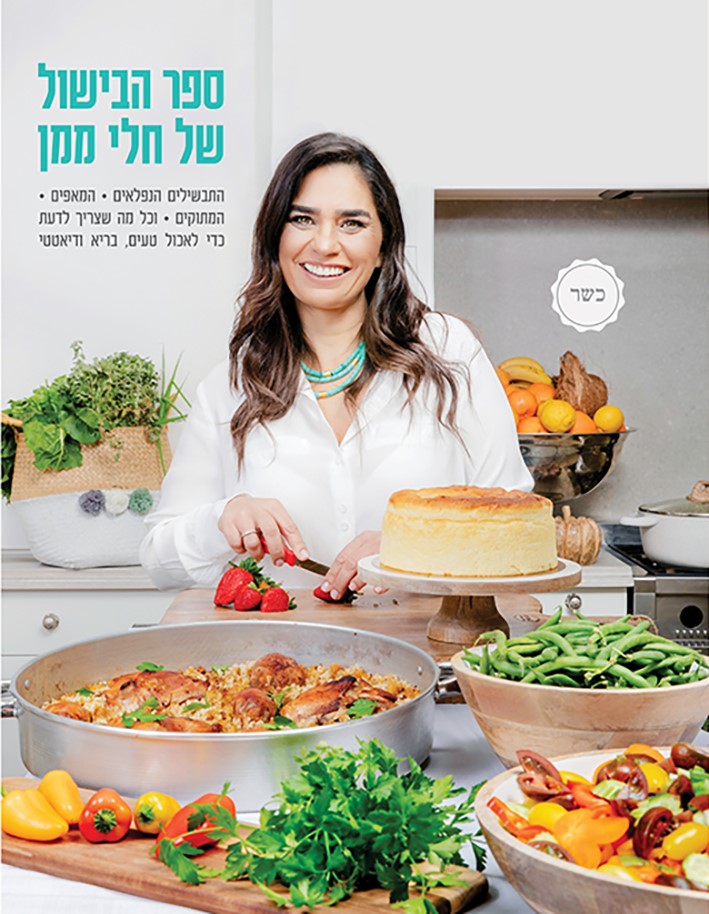 ספר הבישול
של חלי ממן
התבשילים הנפלאים • המאפים •
המתוקים • וכל מה שצריך לדעת
כדי לאכול טעים, בריא ודיאטטי
כשר